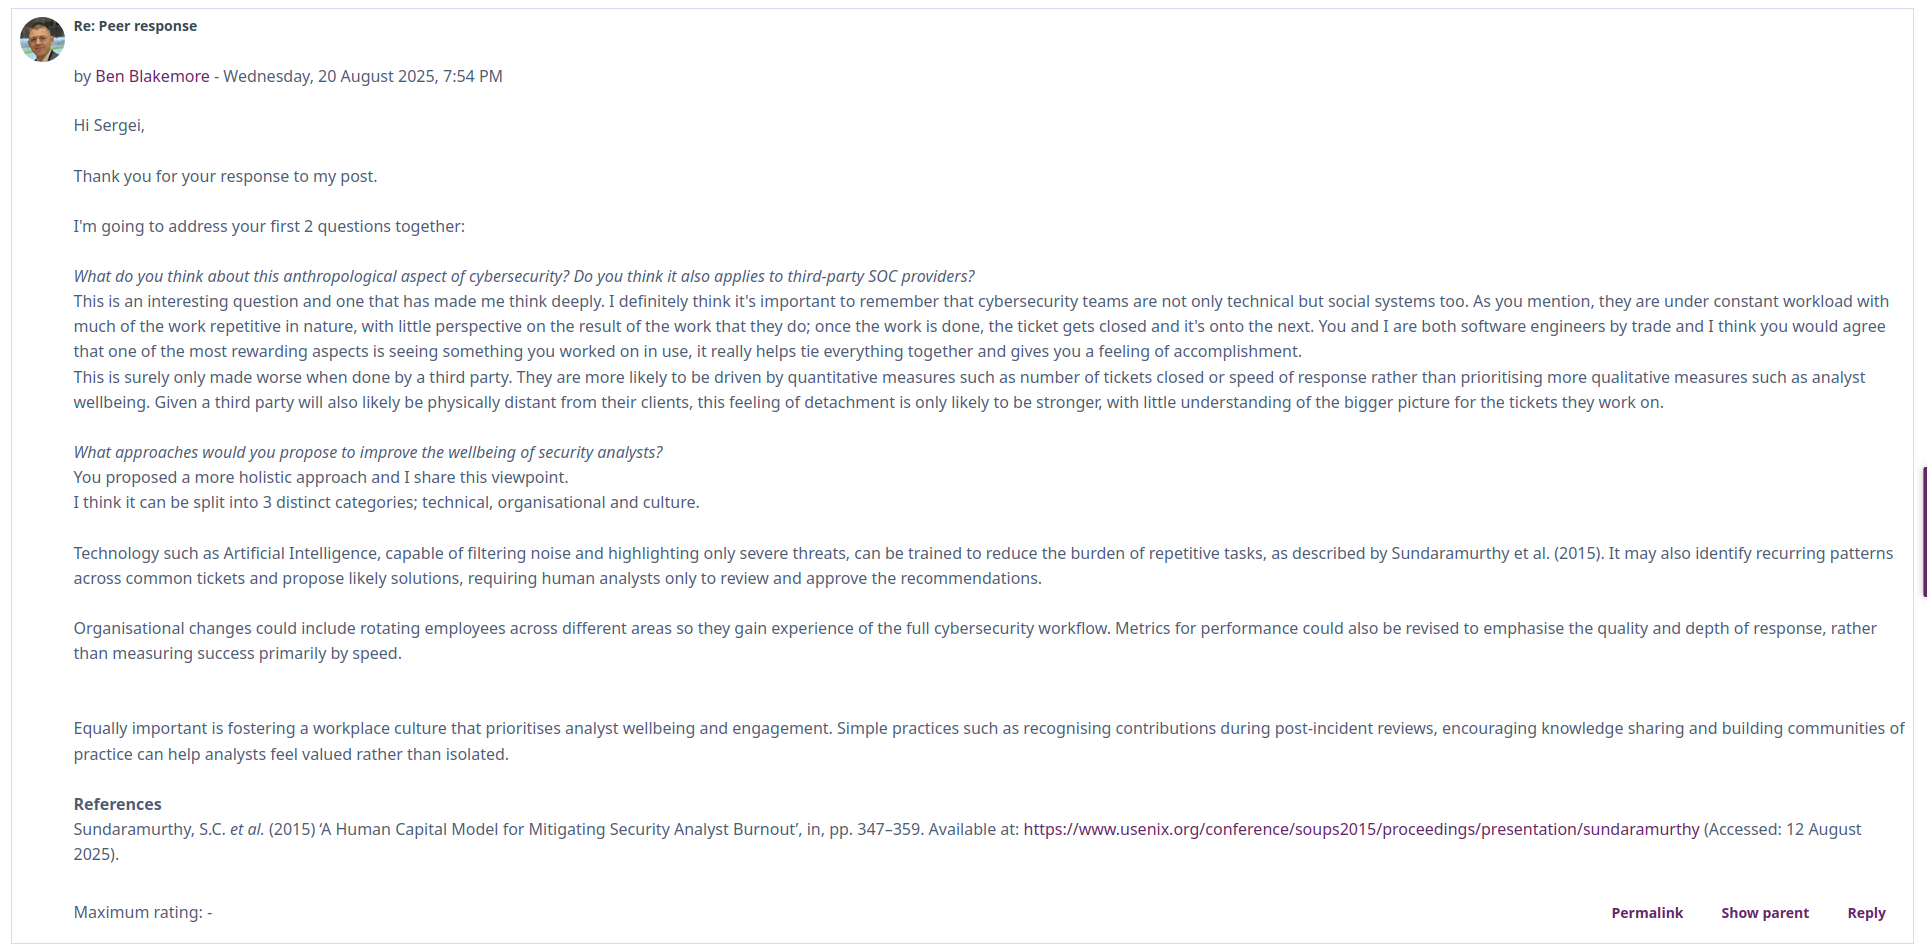 Re: Peer response
by Ben Blakemore - Wednesday, 20 August 2025, 7:54 PM
Hi Sergei,
Thank you for your response to my post.
I'm going to address your first 2 questions together:
What do you think about this anthropological aspect of cybersecurity? Do you think it also applies to third-party SOC providers?
This is an interesting question and one that has made me think deeply. I definitely think it's important to remember that cybersecurity teams are not only technical but social systems too. As you mention, they are under constant workload with
much of the work repetitive in nature, with little perspective on the result of the work that they do; once the work is done, the ticket gets closed and it's onto the next. You and I are both software engineers by trade and I think you would agree
that one of the most rewarding aspects is seeing something you worked on in use, it really helps tie everything together and gives you a feeling of accomplishment.
This is surely only made worse when done by a third party. They are more likely to be driven by quantitative measures such as number of tickets closed or speed of response rather than prioritising more qualitative measures such as analyst
wellbeing. Given a third party will also likely be physically distant from their clients, this feeling of detachment is only likely to be stronger, with little understanding of the bigger picture for the tickets they work on.
What approaches would you propose to improve the wellbeing of security analysts?
You proposed a more holistic approach and I share this viewpoint.
I think it can be split into 3 distinct categories; technical, organisational and culture.
Technology such as Artificial Intelligence, capable of filtering noise and highlighting only severe threats, can be trained to reduce the burden of repetitive tasks, as described by Sundaramurthy et al. (2015). It may also identify recurring patterns
across common tickets and propose likely solutions, requiring human analysts only to review and approve the recommendations.
Organisational changes could include rotating employees across different areas so they gain experience of the full cybersecurity workflow. Metrics for performance could also be revised to emphasise the quality and depth of response, rather
than measuring success primarily by speed.
Equally important is fostering a workplace culture that prioritises analyst wellbeing and engagement. Simple practices such as recognising contributions during post-incident reviews, encouraging knowledge sharing and building communities of
practice can help analysts feel valued rather than isolated.
References
Sundaramurthy, S.C. et al. (2015) ‘A Human Capital Model for Mitigating Security Analyst Burnout’, in, pp. 347–359. Available at: https://www.usenix.org/conference/soups2015/proceedings/presentation/sundaramurthy (Accessed: 12 August
2025).
Maximum rating: - Permalink Show parent Reply